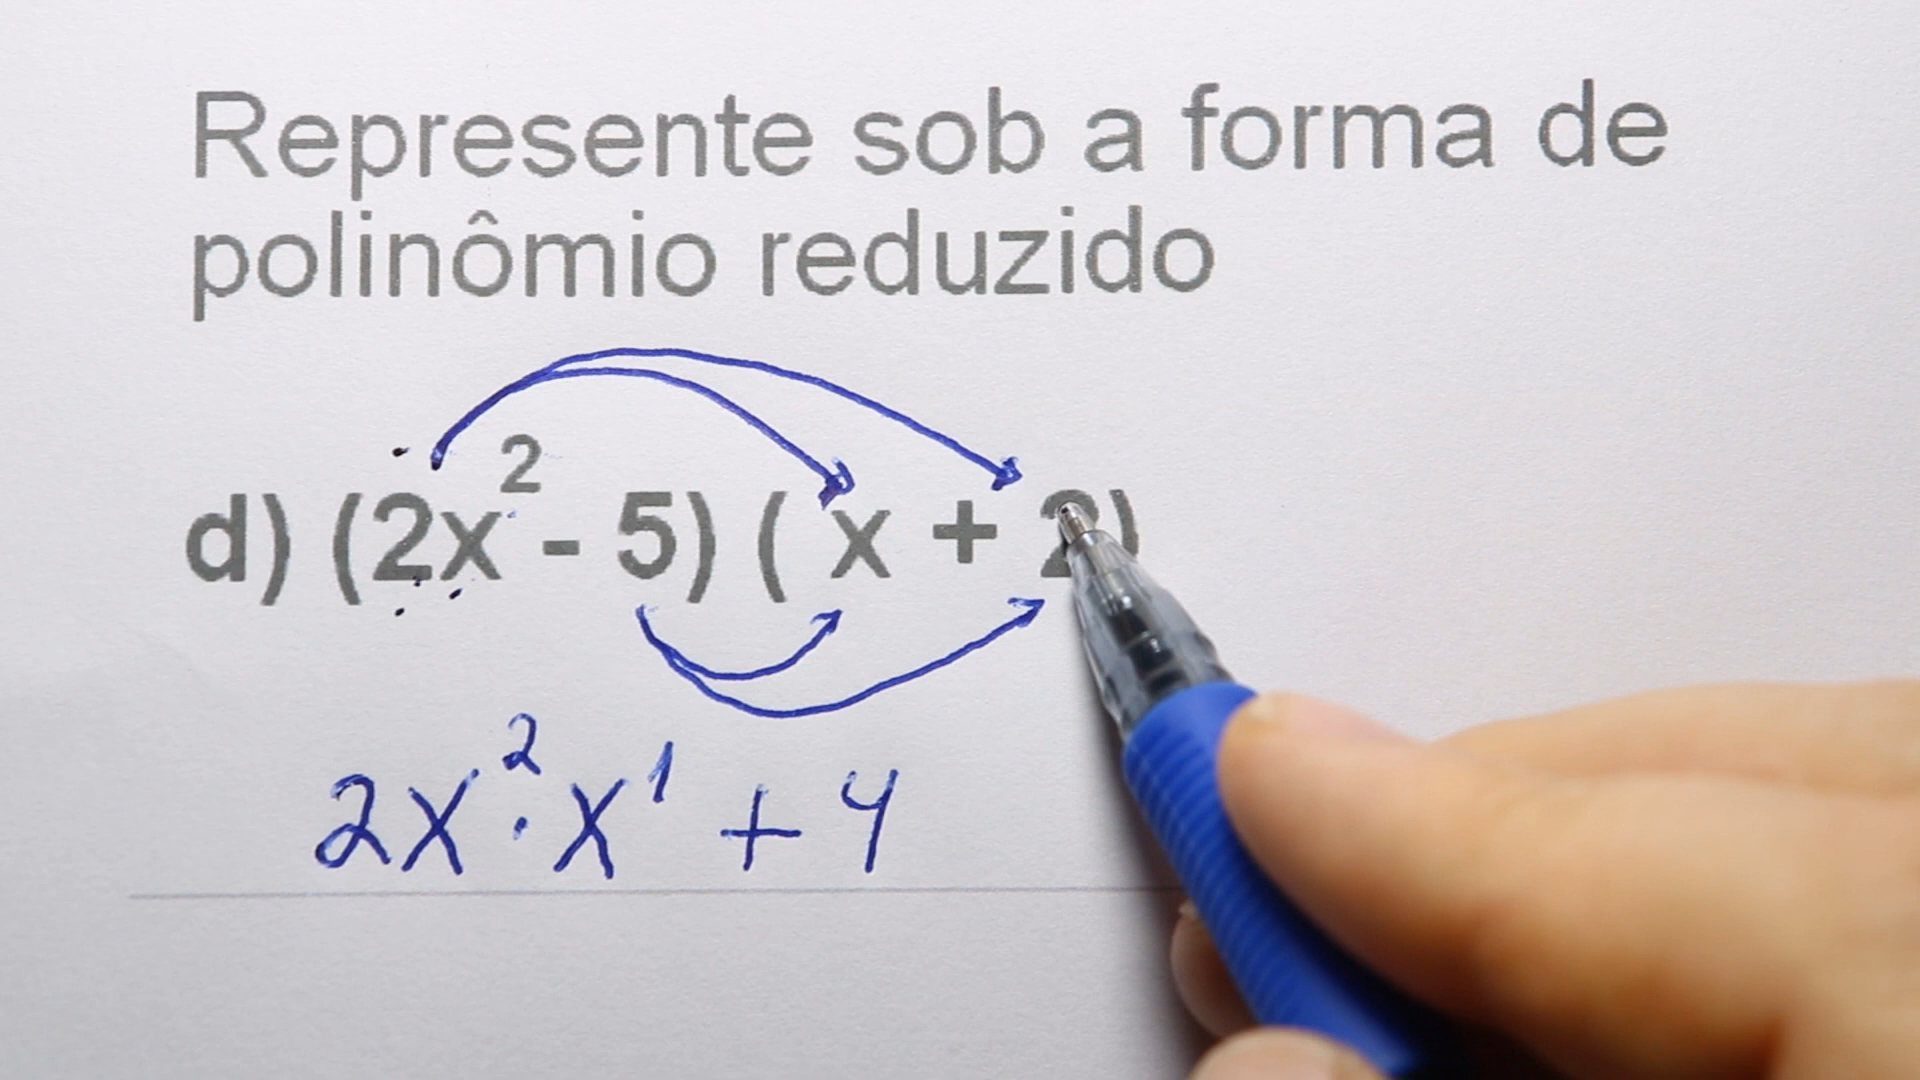 Represente sob a forma de
polinômio reduzido
d) (2x² - 5) ( x + 2)
2x² · x¹ + 4